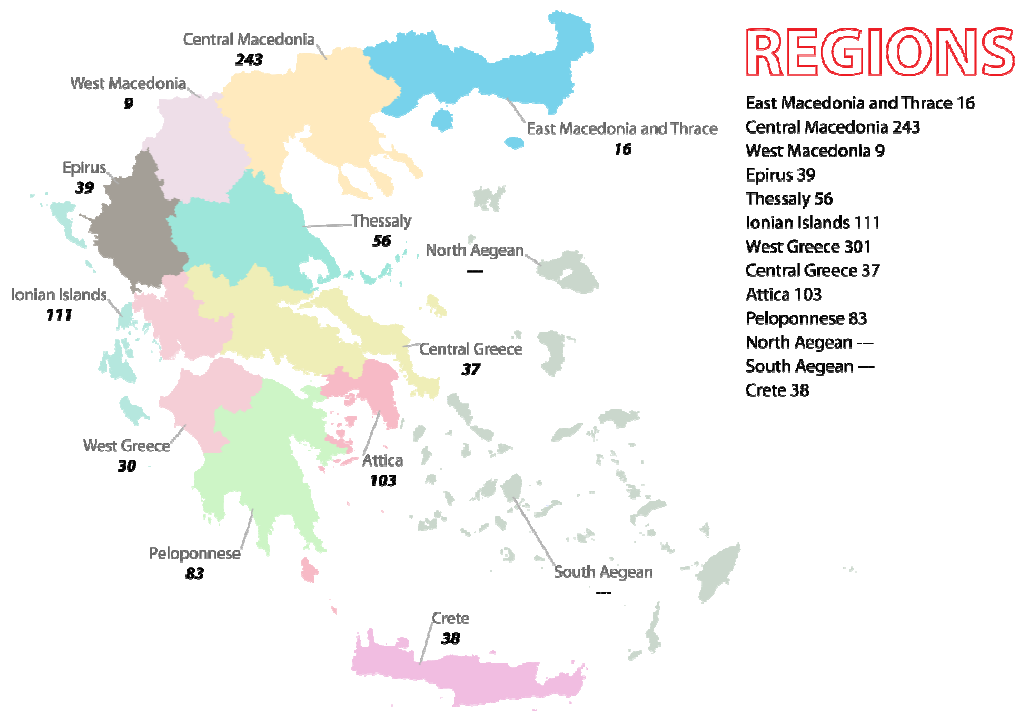 Central Macedonia
243
West Macedonia
9
East Macedonia and Thrace
16
Epirus
39
Thessaly
56
North Aegean
—
Ionian Islands
111
Central Greece
37
West Greece
30
Attica
103
Peloponnese
83
South Aegean
---
Crete
38
REGIONS
East Macedonia and Thrace 16
Central Macedonia 243
West Macedonia 9
Epirus 39
Thessaly 56
Ionian Islands 111
West Greece 301
Central Greece 37
Attica 103
Peloponnese 83
North Aegean ---
South Aegean —
Crete 38